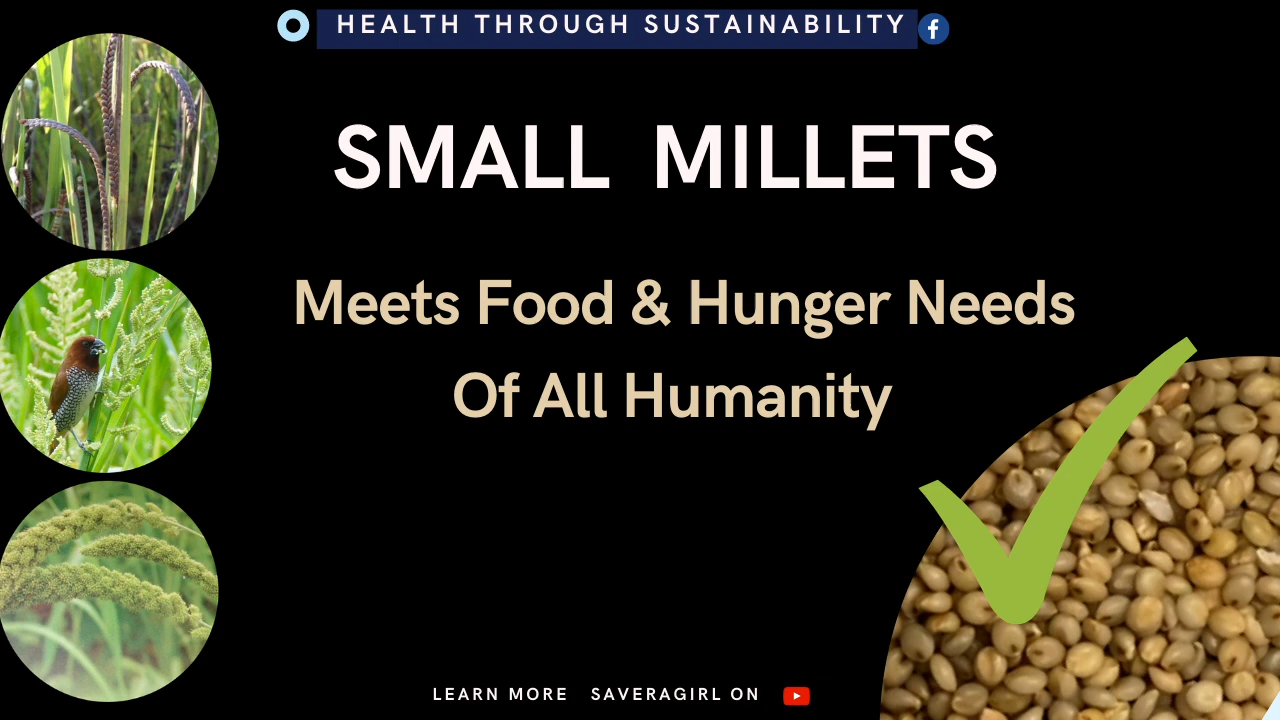 HEALTH THROUGH SUSTAINABILITY
SMALL MILLETS
Meets Food & Hunger Needs
Of All Humanity
LEARN MORE SAVERAGIRL ON